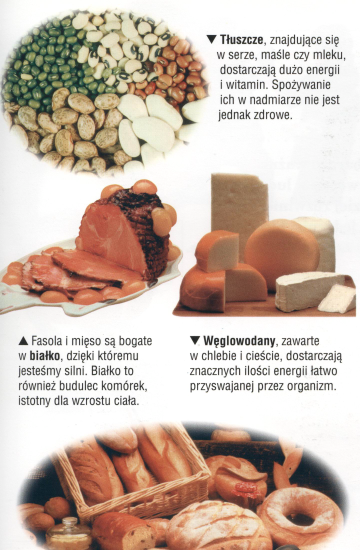 ▼ Tłuszcze, znajdujące się
w serze, maśle czy mleku,
dostarczają dużo energii
i witamin. Spożywanie
ich w nadmiarze nie jest
jednak zdrowe.
▲ Fasola i mięso są bogate
w białko, dzięki któremu
jesteśmy silni. Białko to
również budulec komórek,
istotny dla wzrostu ciała.
▼ Węglowodany, zawarte
w chlebie i cieście, dostarczają
znacznych ilości energii łatwo
przyswajanej przez organizm.